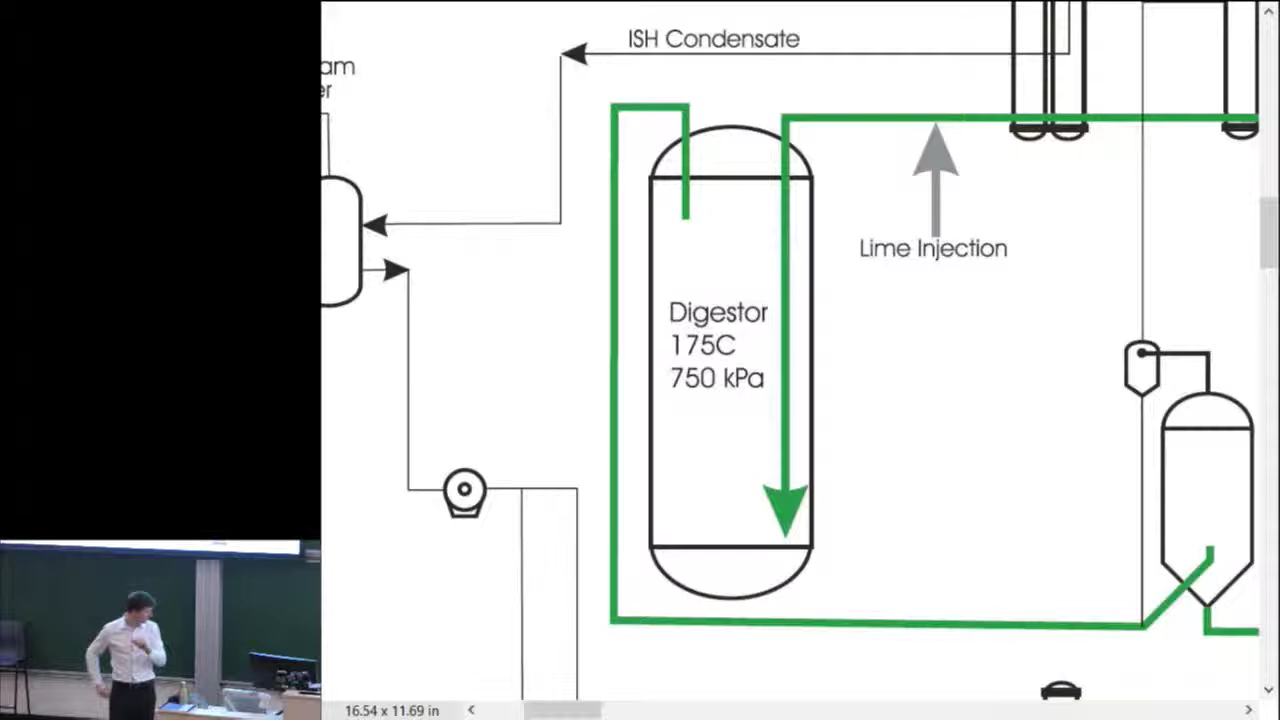 ISH Condensate
am
er
Lime Injection
Digestor
175C
750 kPa
16.54 x 11.69 in